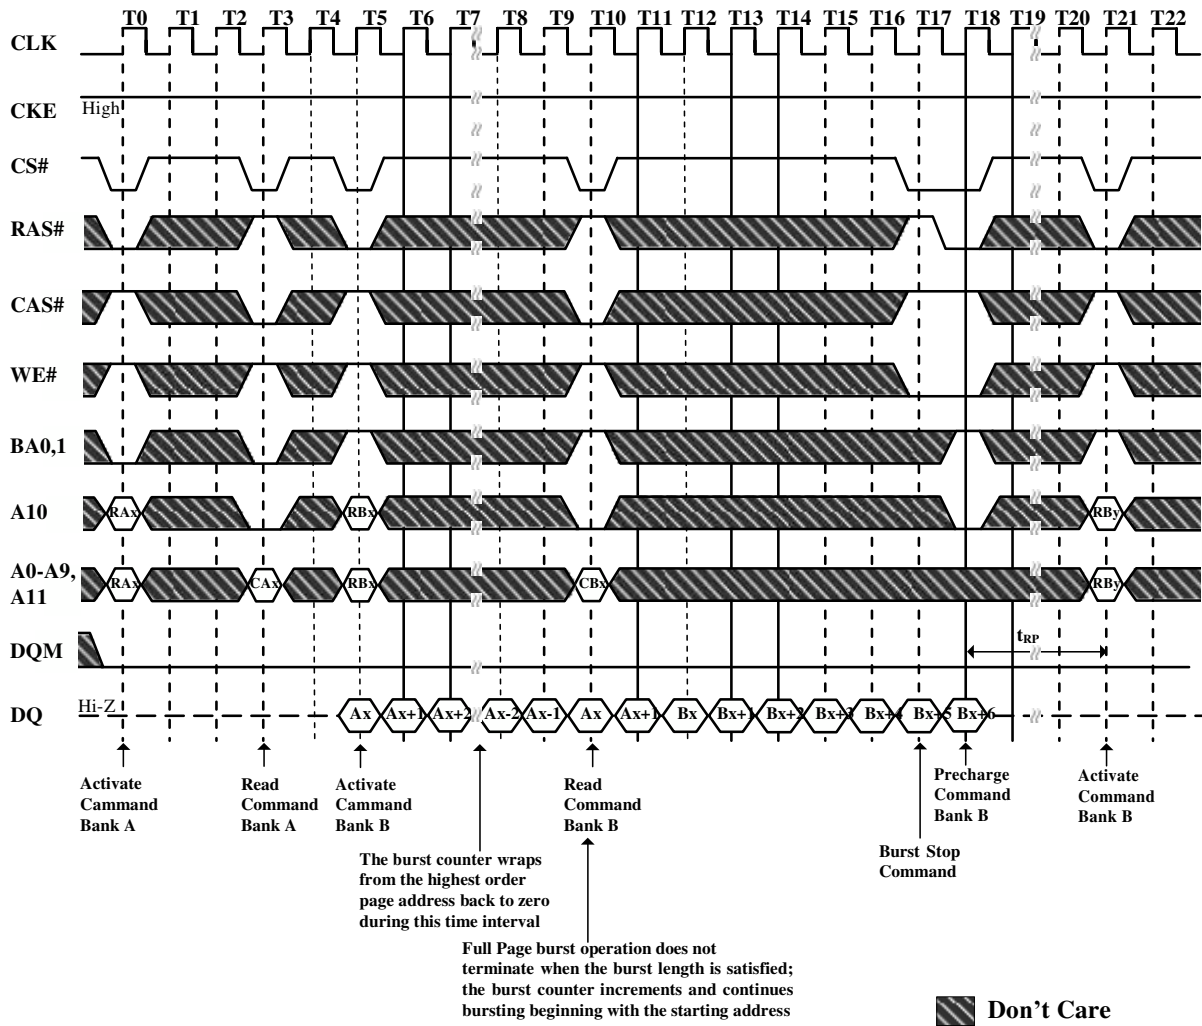 T0 T1 T2 T3 T4 T5 T6 T7 T8 T9 T10 T11 T12 T13 T14 T15 T16 T17 T18 T19 T20 T21 T22
CLK
CKE High
CS#
RAS#
CAS#
WE#
BA0,1
A10 RAx RBx RBy
A0-A9,
A11 RAx CAx RBx CBx RBy
DQM tRP
DQ Hi-Z Ax Ax+1 Ax+2 Ax-2 Ax-1 Ax Ax+1 Bx Bx+1 Bx+2 Bx+3 Bx+4 Bx+5 Bx+6
Activate
Cammand
Bank A
Read
Command
Bank A
Activate
Cammand
Bank B
Read
Command
Bank B
Precharge
Command
Bank B
Activate
Command
Bank B
Burst Stop
Command
The burst counter wraps
from the highest order
page address back to zero
during this time interval
Full Page burst operation does not
terminate when the burst length is satisfied;
the burst counter increments and continues
bursting beginning with the starting address
Don't Care